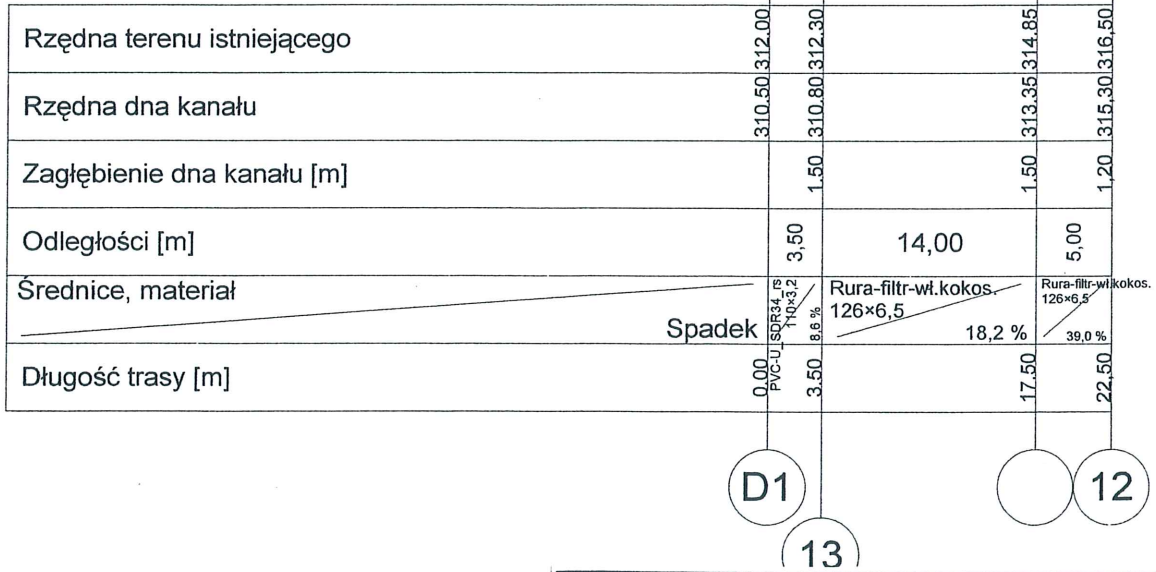 Rzędna terenu istniejącego 312.00 312.30 314.85 316,50
Rzędna dna kanału 310.50 310.80 313.35 315,30
Zagłębienie dna kanału [m] 1.50 1.50 1,20
Odległości [m] 3,50 14,00 5,00
Średnice, materiał
Spadek
PVC-U_SDR34_rs
110×3,2
8,6 %
Rura-filtr-wł.kokos.
126×6,5
18,2 %
Rura-filtr-wł.kokos.
126×6,5
39,0 %
Długość trasy [m] 0.00 3.50 17.50 22,50
D1
12
13